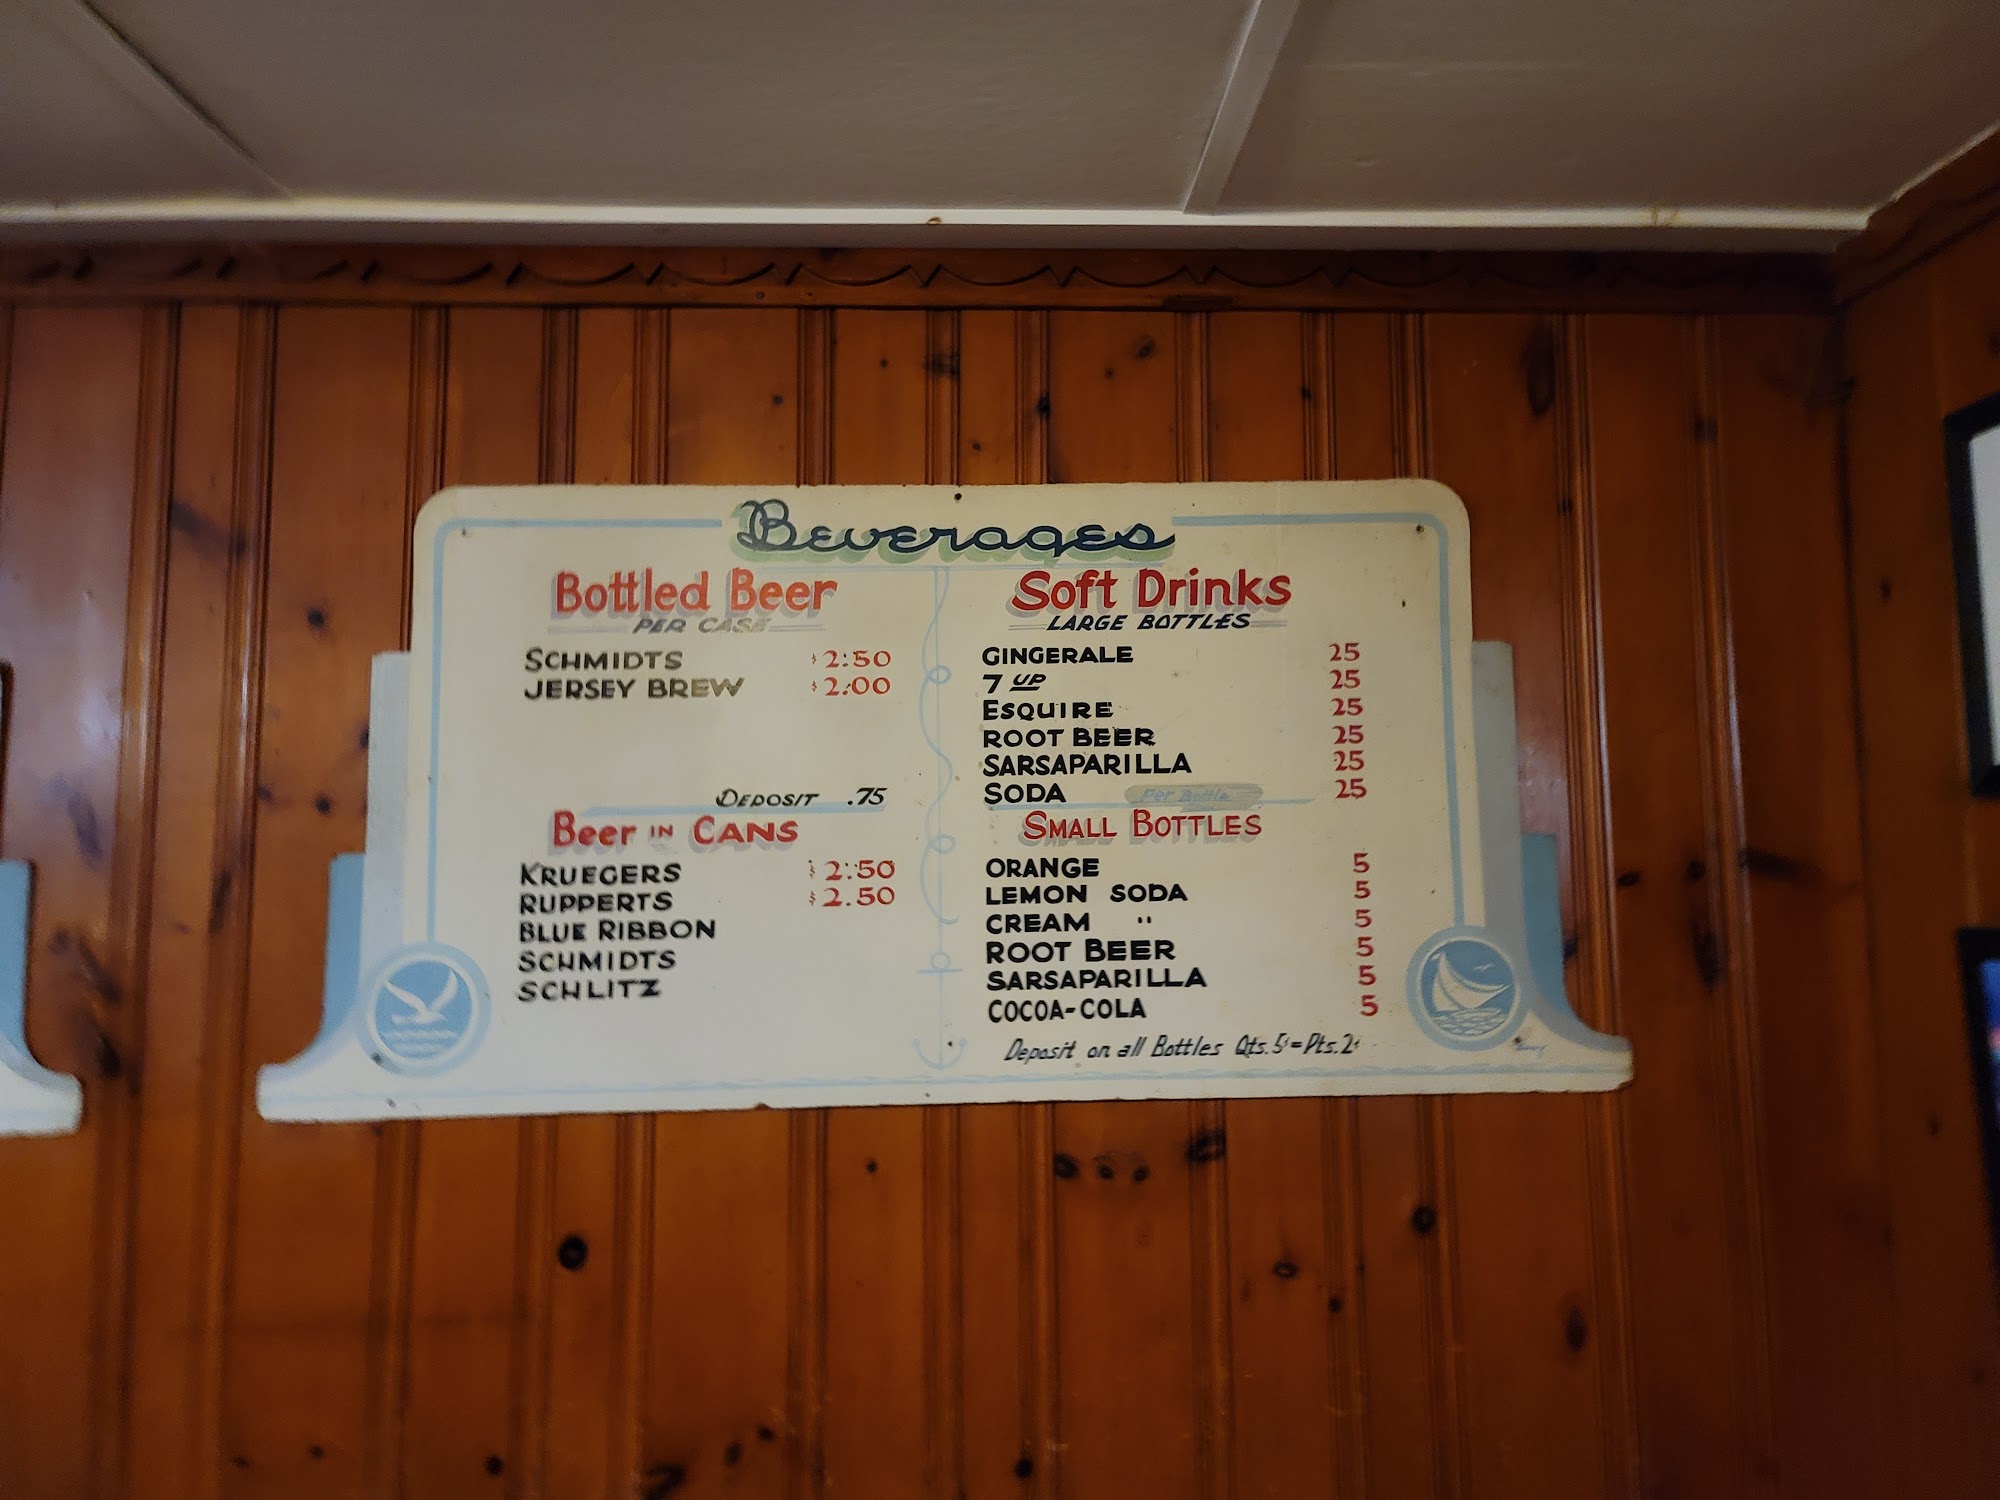 Beverages
Bottled Beer
PER CASE
SCHMIDTS $2.50
JERSEY BREW $2.00
DEPOSIT .75
Beer IN CANS
KRUEGERS $2.50
RUPPERTS $2.50
BLUE RIBBON
SCHMIDTS
SCHLITZ
Soft Drinks
LARGE BOTTLES
GINGERALE 25
7 UP 25
ESQUIRE 25
ROOT BEER 25
SARSAPARILLA 25
SODA Per Bottle 25
SMALL BOTTLES
ORANGE 5
LEMON SODA 5
CREAM " 5
ROOT BEER 5
SARSAPARILLA 5
COCOA-COLA 5
Deposit on all Bottles Qts. 5¢=Pts. 2¢